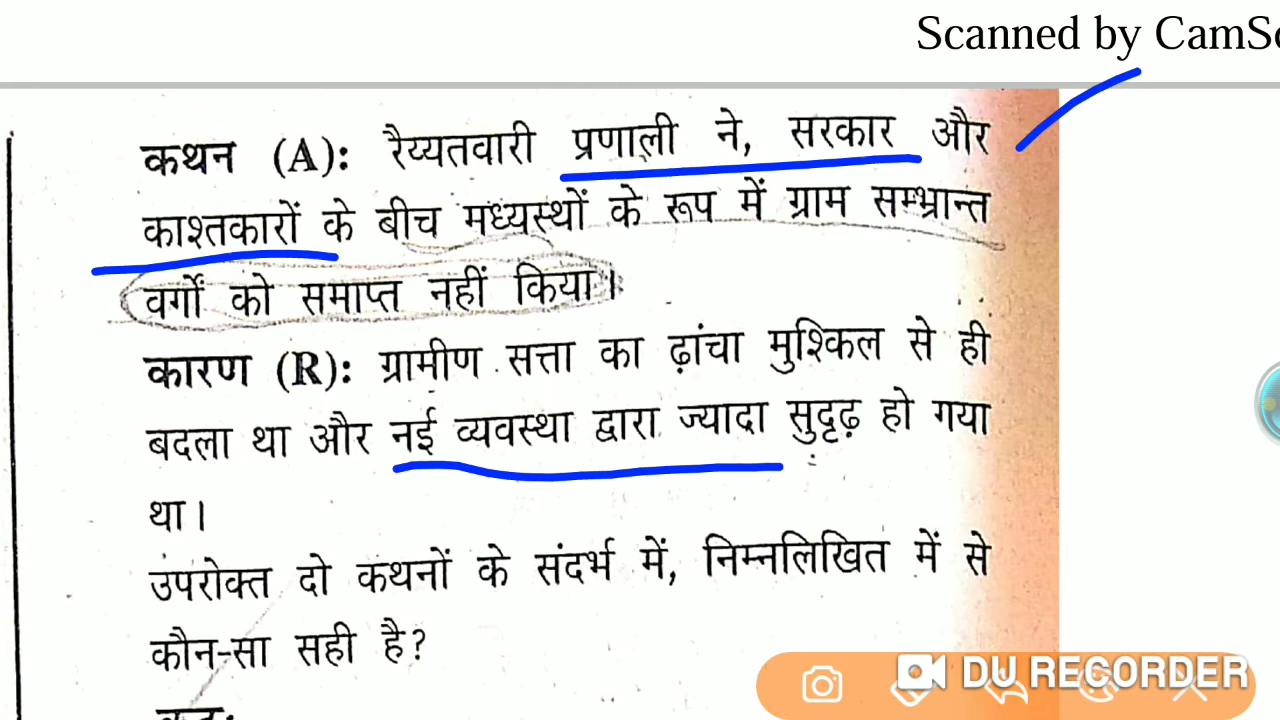 Scanned by CamSc
कथन (A): रैय्यतवारी प्रणाली ने, सरकार और
काश्तकारों के बीच मध्यस्थों के रूप में ग्राम सम्भ्रान्त
वर्गों को समाप्त नहीं किया।
कारण (R): ग्रामीण सत्ता का ढ़ांचा मुश्किल से ही
बदला था और नई व्यवस्था द्वारा ज्यादा सुदृढ़ हो गया
था।
उपरोक्त दो कथनों के संदर्भ में, निम्नलिखित में से
कौन-सा सही है?
DU RECORDER